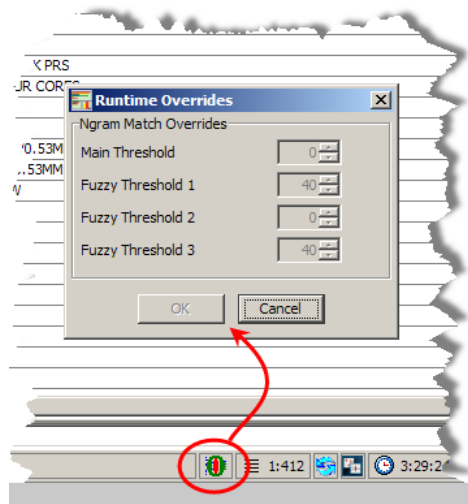 K PRS
UR CORES
Runtime Overrides
Ngram Match Overrides
0.53M
Main Threshold 0
.53MM
Fuzzy Threshold 1 40
W
Fuzzy Threshold 2 0
Fuzzy Threshold 3 40
OK Cancel
1:412 3:29:2